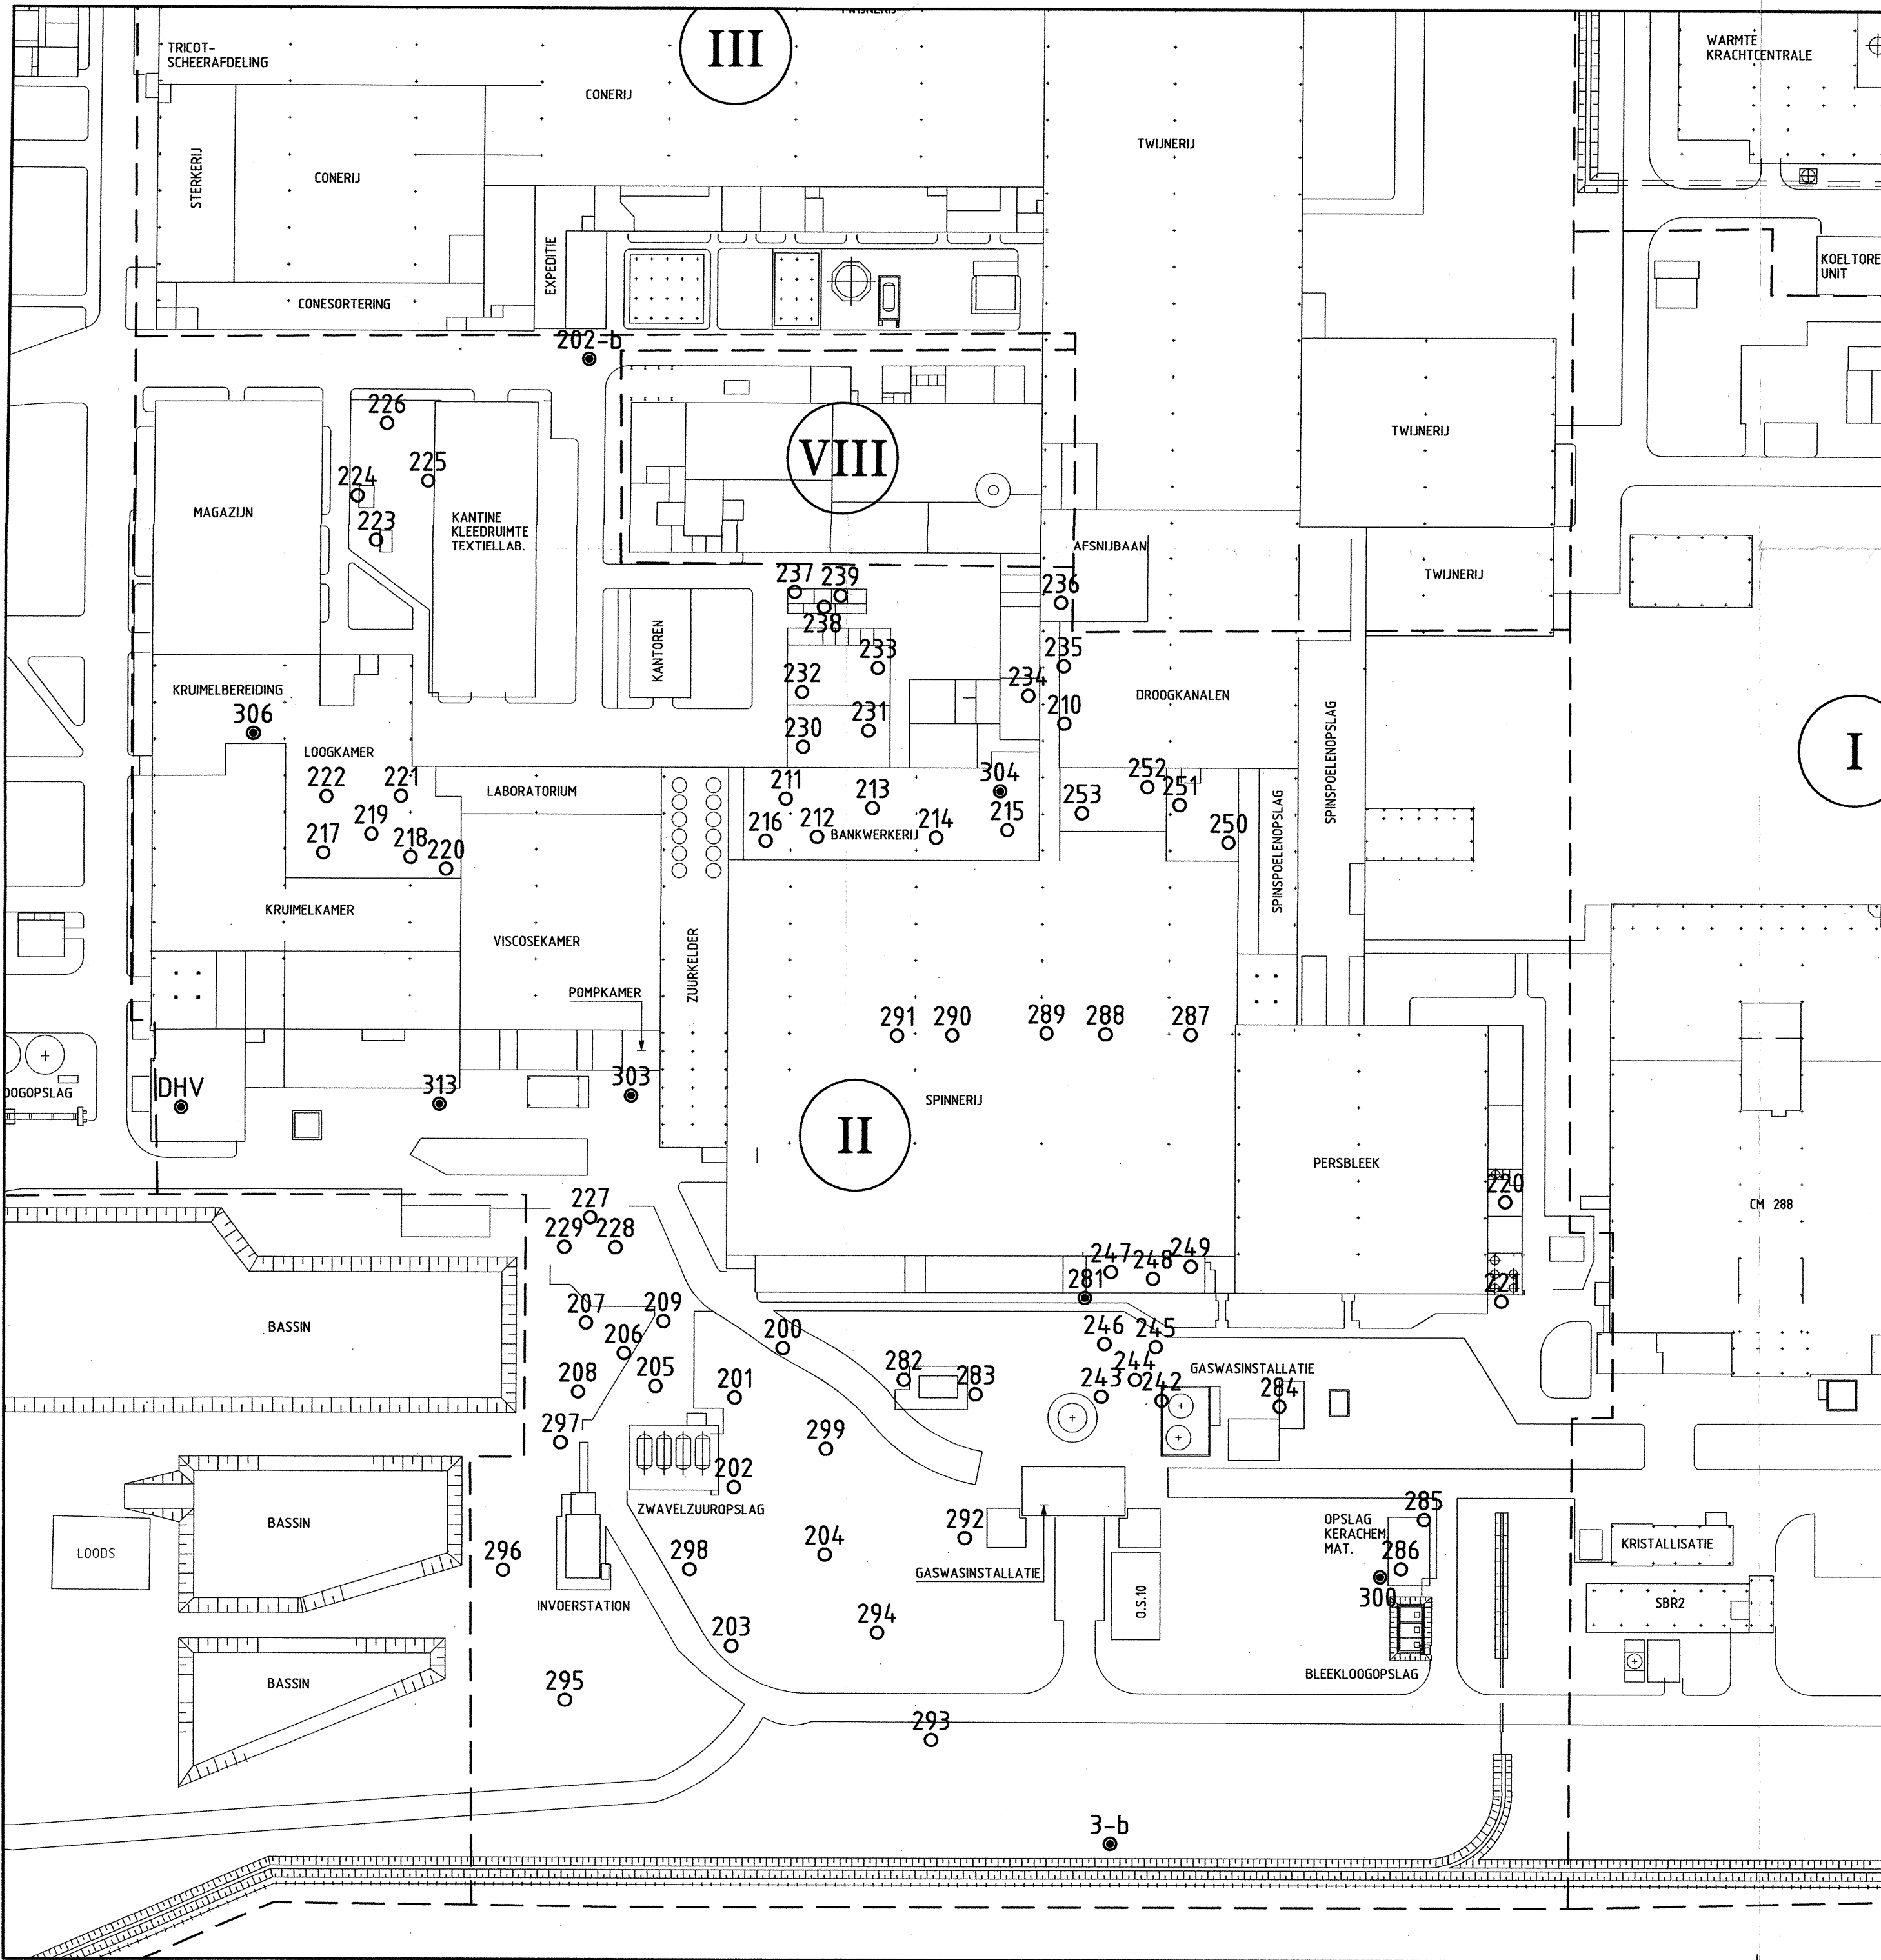 TWIJNERIJ
III
TRICOT-
SCHEERAFDELING
WARMTE
KRACHTCENTRALE
CONERIJ
TWIJNERIJ
STERKERIJ
CONERIJ
EXPEDITIE
KOELTORE
UNIT
CONESORTERING
202-b
226
TWIJNERIJ
VIII
225
224
MAGAZIJN
223
KANTINE
KLEEDRUIMTE
TEXTIELLAB.
AFSNIJBAAN
TWIJNERIJ
237
239
236
238
KANTOREN
233
235
232
234
KRUIMELBEREIDING
DROOGKANALEN
306
231
210
230
SPINSPOELENOPSLAG
LOOGKAMER
I
222
221
LABORATORIUM
211
213
304
252
251
253
219
217
218
220
216
212
BANKWERKERIJ
214
215
250
SPINSPOELENOPSLAG
KRUIMELKAMER
VISCOSEKAMER
ZUURKELDER
POMPKAMER
291
290
289
288
287
OOGOPSLAG
DHV
313
303
SPINNERIJ
II
PERSBLEEK
220
CM 288
227
229
228
247
248
249
281
221
BASSIN
207
209
206
200
246
245
208
205
201
282
283
243
244
242
GASWASINSTALLATIE
284
297
299
202
ZWAVELZUUROPSLAG
BASSIN
LOODS
296
298
204
292
GASWASINSTALLATIE
O.S.10
OPSLAG
KERACHEM.
MAT.
285
286
300
KRISTALLISATIE
INVOERSTATION
SBR2
203
294
BASSIN
295
BLEEKLOOGOPSLAG
293
3-b